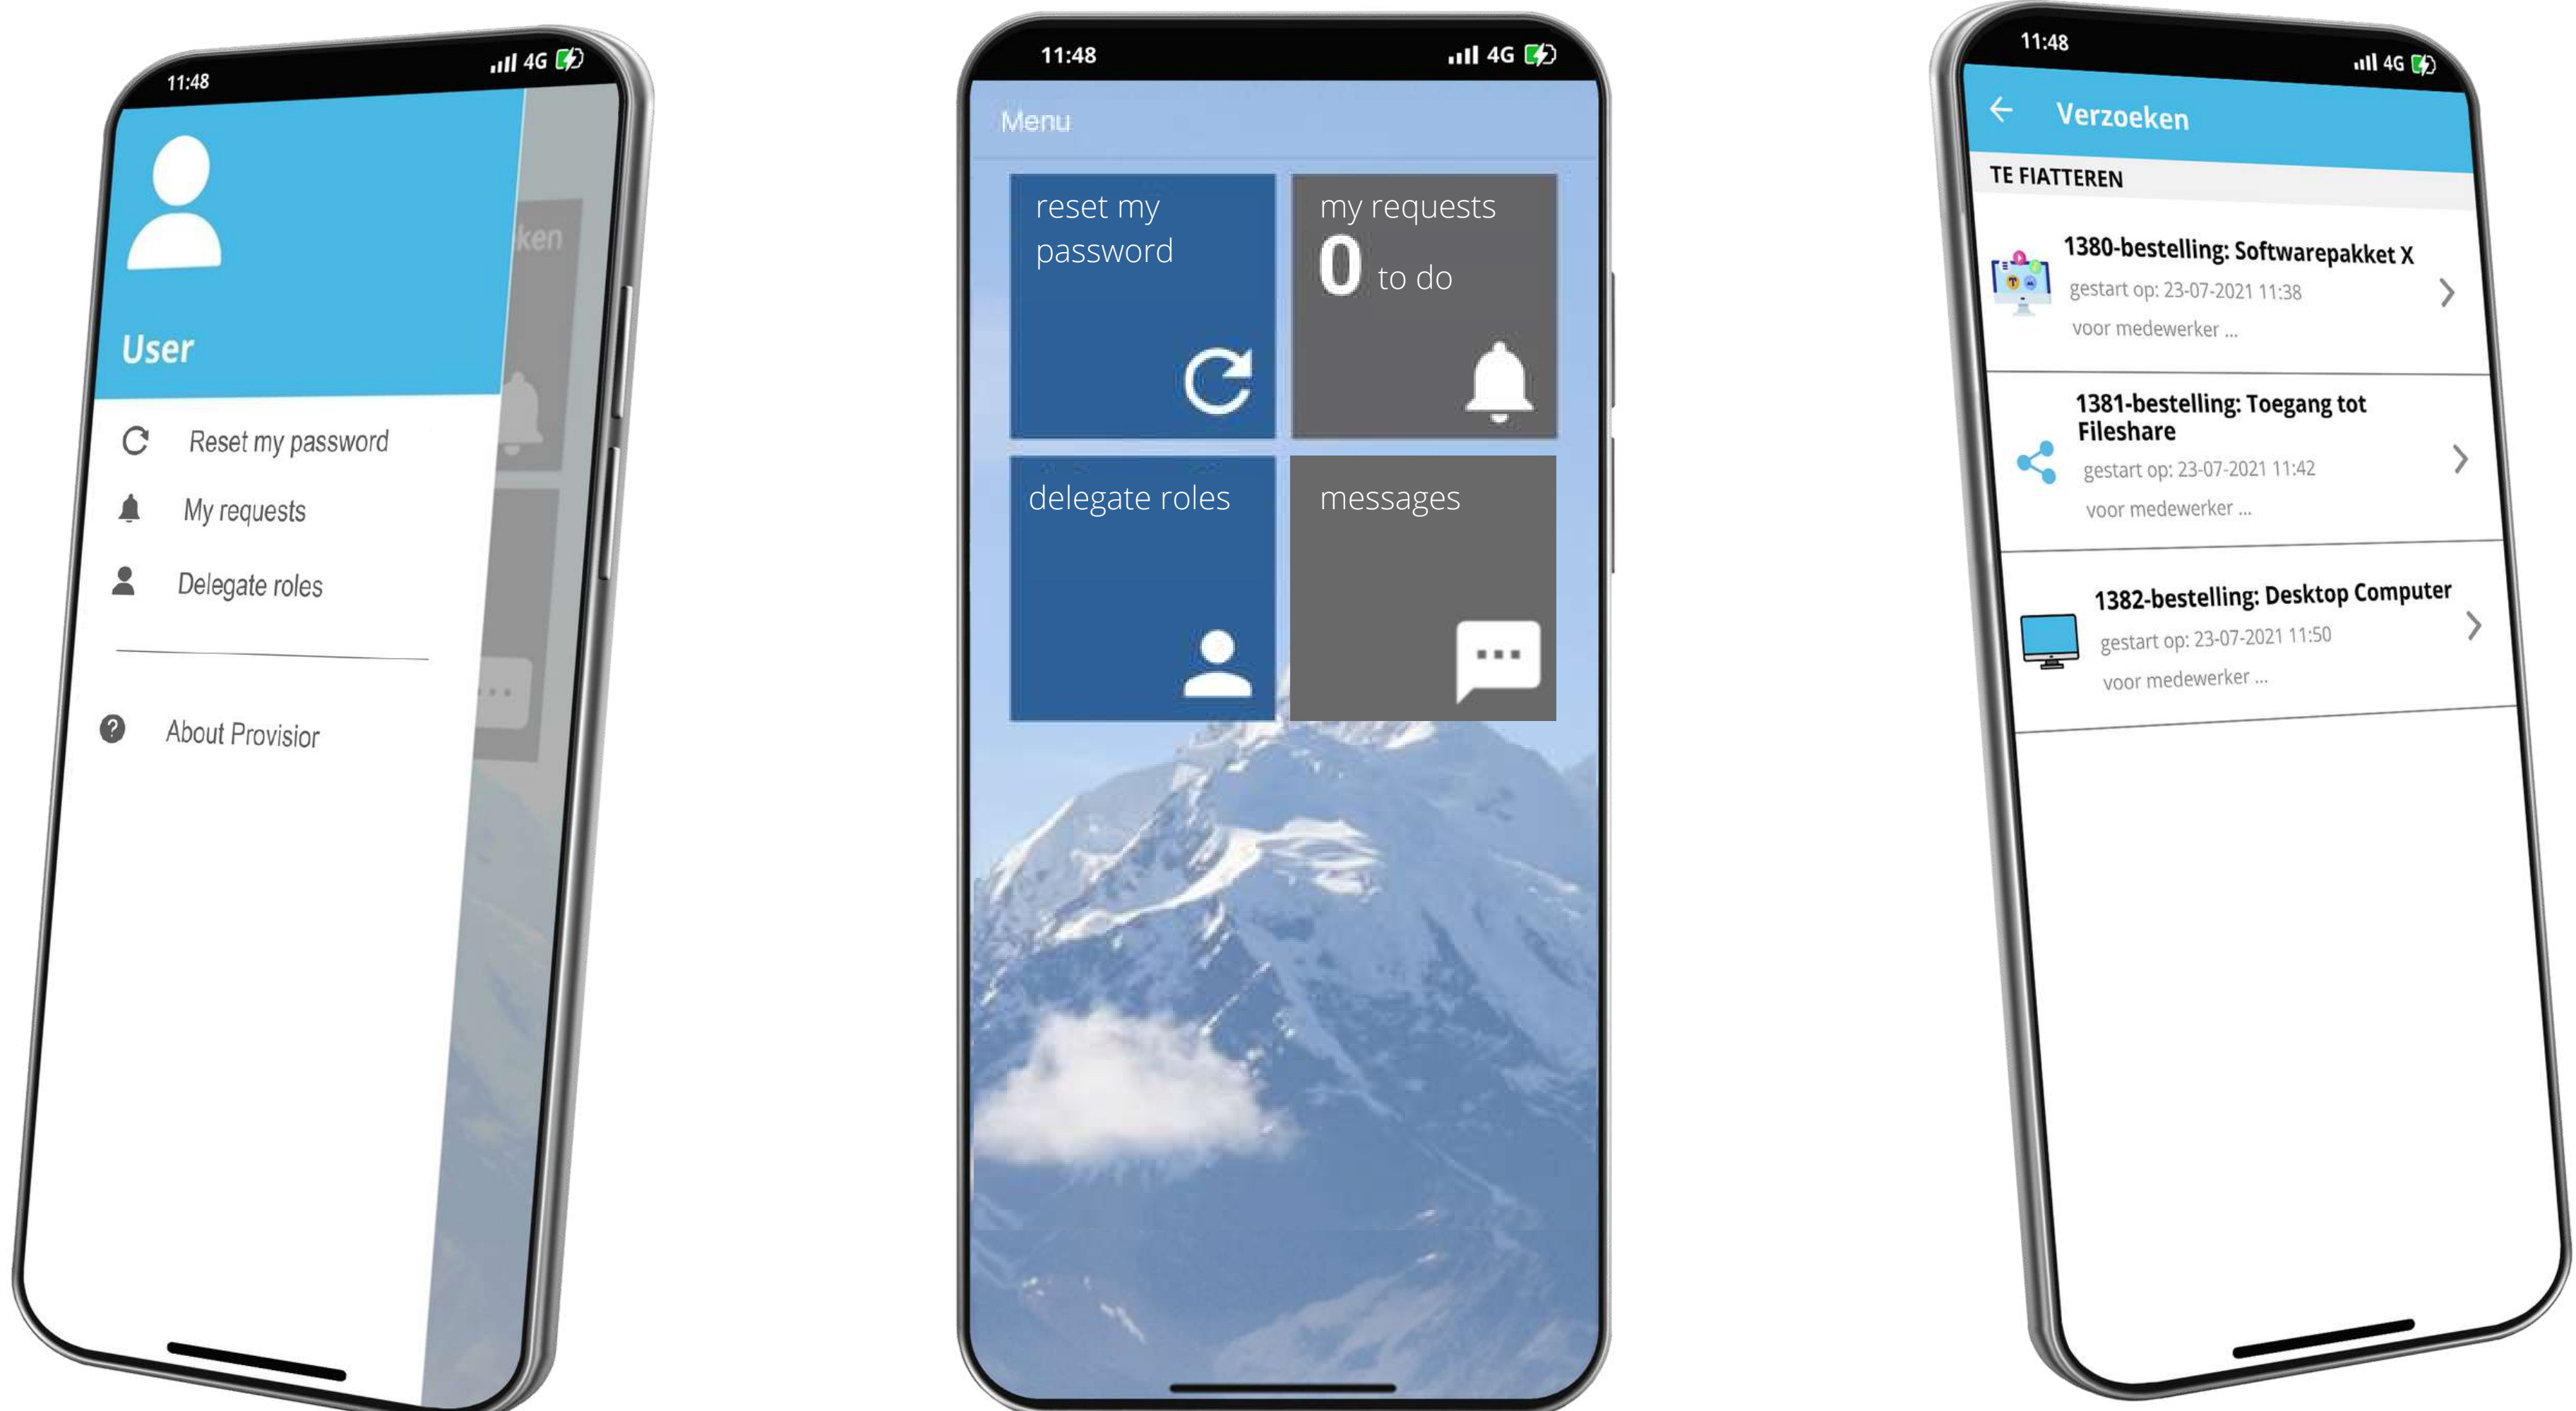 11:48
4G
ken
User
Reset my password
My requests
Delegate roles
About Provisior
11:48
4G
Menu
reset my
password
my requests
0 to do
delegate roles
messages
11:48
4G
Verzoeken
TE FIATTEREN
1380-bestelling: Softwarepakket X
gestart op: 23-07-2021 11:38
voor medewerker ...
1381-bestelling: Toegang tot
Fileshare
gestart op: 23-07-2021 11:42
voor medewerker ...
1382-bestelling: Desktop Computer
gestart op: 23-07-2021 11:50
voor medewerker ...